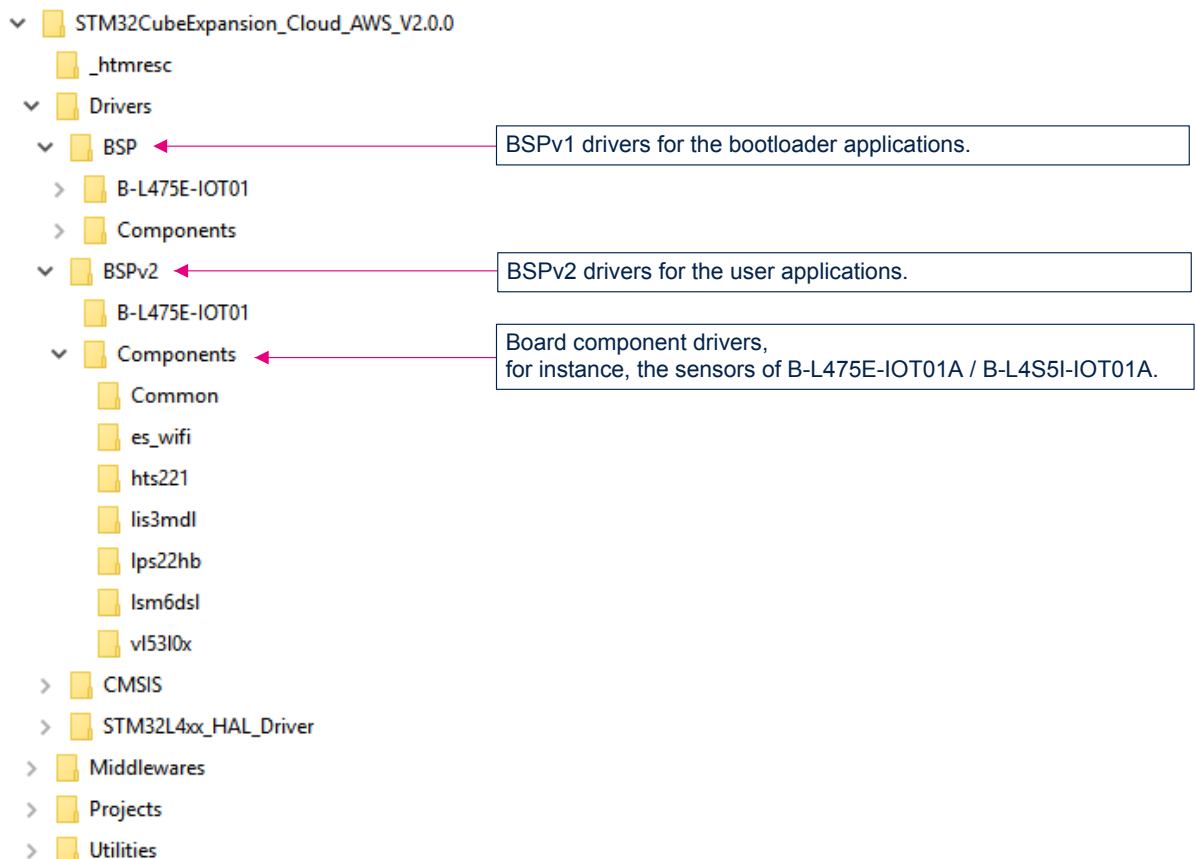 STM32CubeExpansion_Cloud_AWS_V2.0.0
_htmresc
Drivers
BSP
BSPv1 drivers for the bootloader applications.
B-L475E-IOT01
Components
BSPv2
BSPv2 drivers for the user applications.
B-L475E-IOT01
Components
Board component drivers,
for instance, the sensors of B-L475E-IOT01A / B-L4S5I-IOT01A.
Common
es_wifi
hts221
lis3mdl
lps22hb
lsm6dsl
vl53l0x
CMSIS
STM32L4xx_HAL_Driver
Middlewares
Projects
Utilities